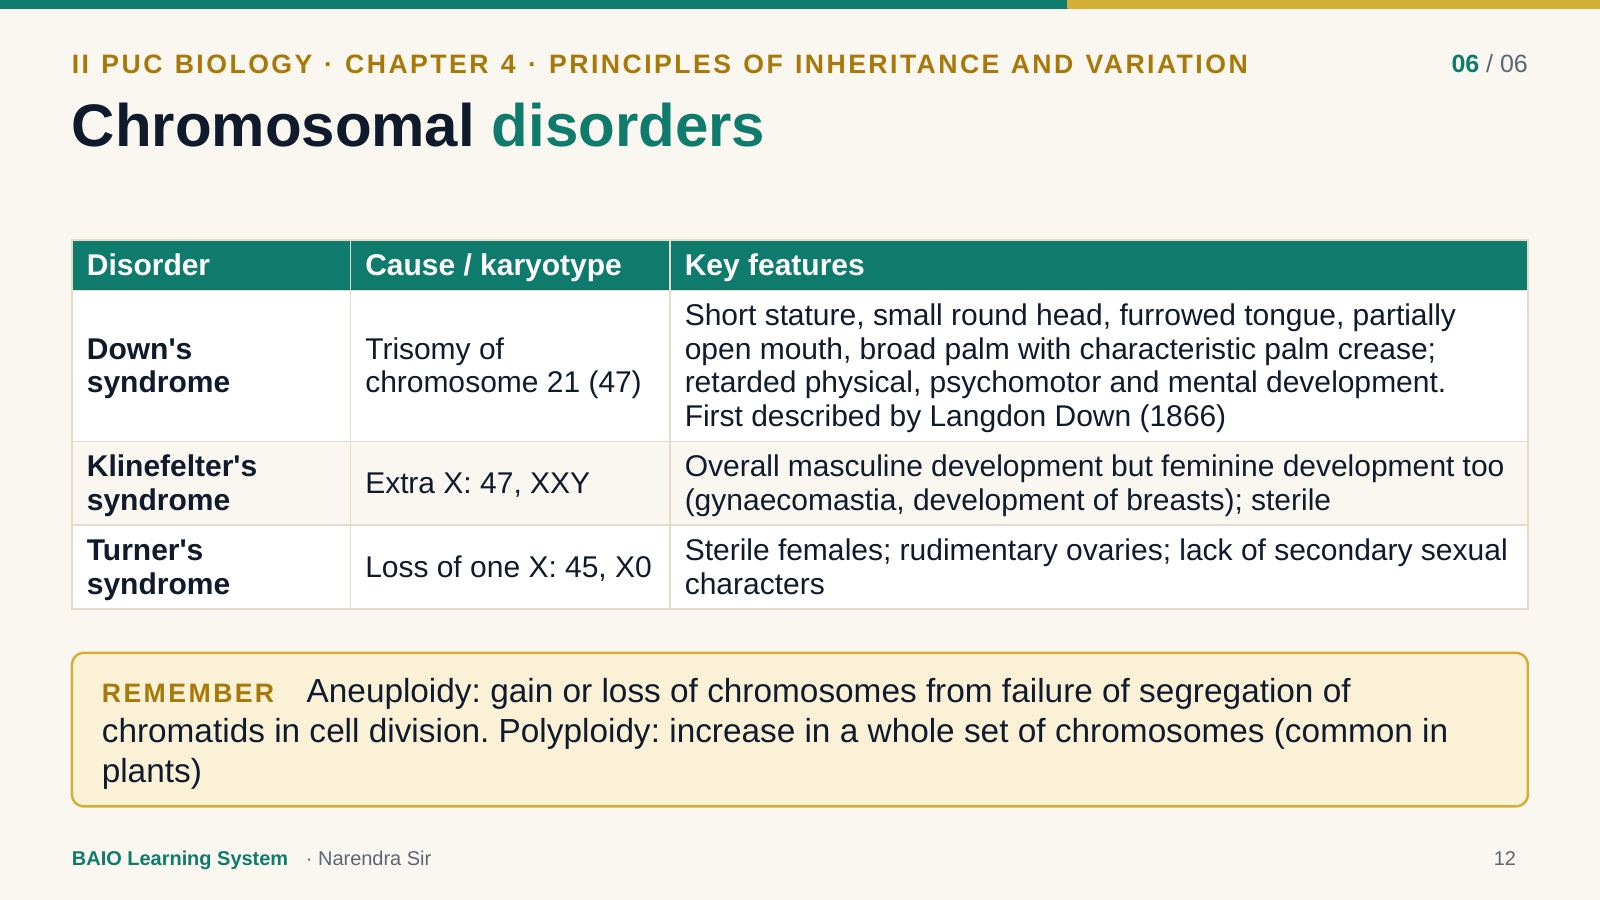 II PUC BIOLOGY · CHAPTER 4 · PRINCIPLES OF INHERITANCE AND VARIATION
06 / 06
Chromosomal disorders
Disorder
Cause / karyotype
Key features
Down's
syndrome
Trisomy of
chromosome 21 (47)
Short stature, small round head, furrowed tongue, partially
open mouth, broad palm with characteristic palm crease;
retarded physical, psychomotor and mental development.
First described by Langdon Down (1866)
Klinefelter's
syndrome
Extra X: 47, XXY
Overall masculine development but feminine development too
(gynaecomastia, development of breasts); sterile
Turner's
syndrome
Loss of one X: 45, X0
Sterile females; rudimentary ovaries; lack of secondary sexual
characters
REMEMBER Aneuploidy: gain or loss of chromosomes from failure of segregation of
chromatids in cell division. Polyploidy: increase in a whole set of chromosomes (common in
plants)
BAIO Learning System · Narendra Sir
12